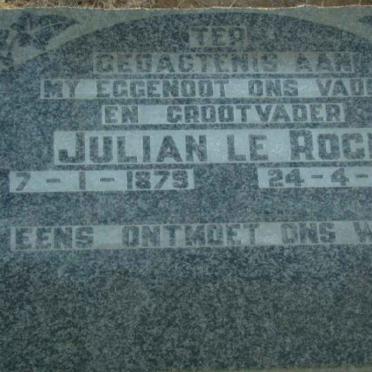 TER
GEDAGTENIS AAN
MY EGGENOOT ONS VAD
EN GROOTVADER
JULIAN LE ROC
7-1-1879 24-4-
EENS ONTMOET ONS W